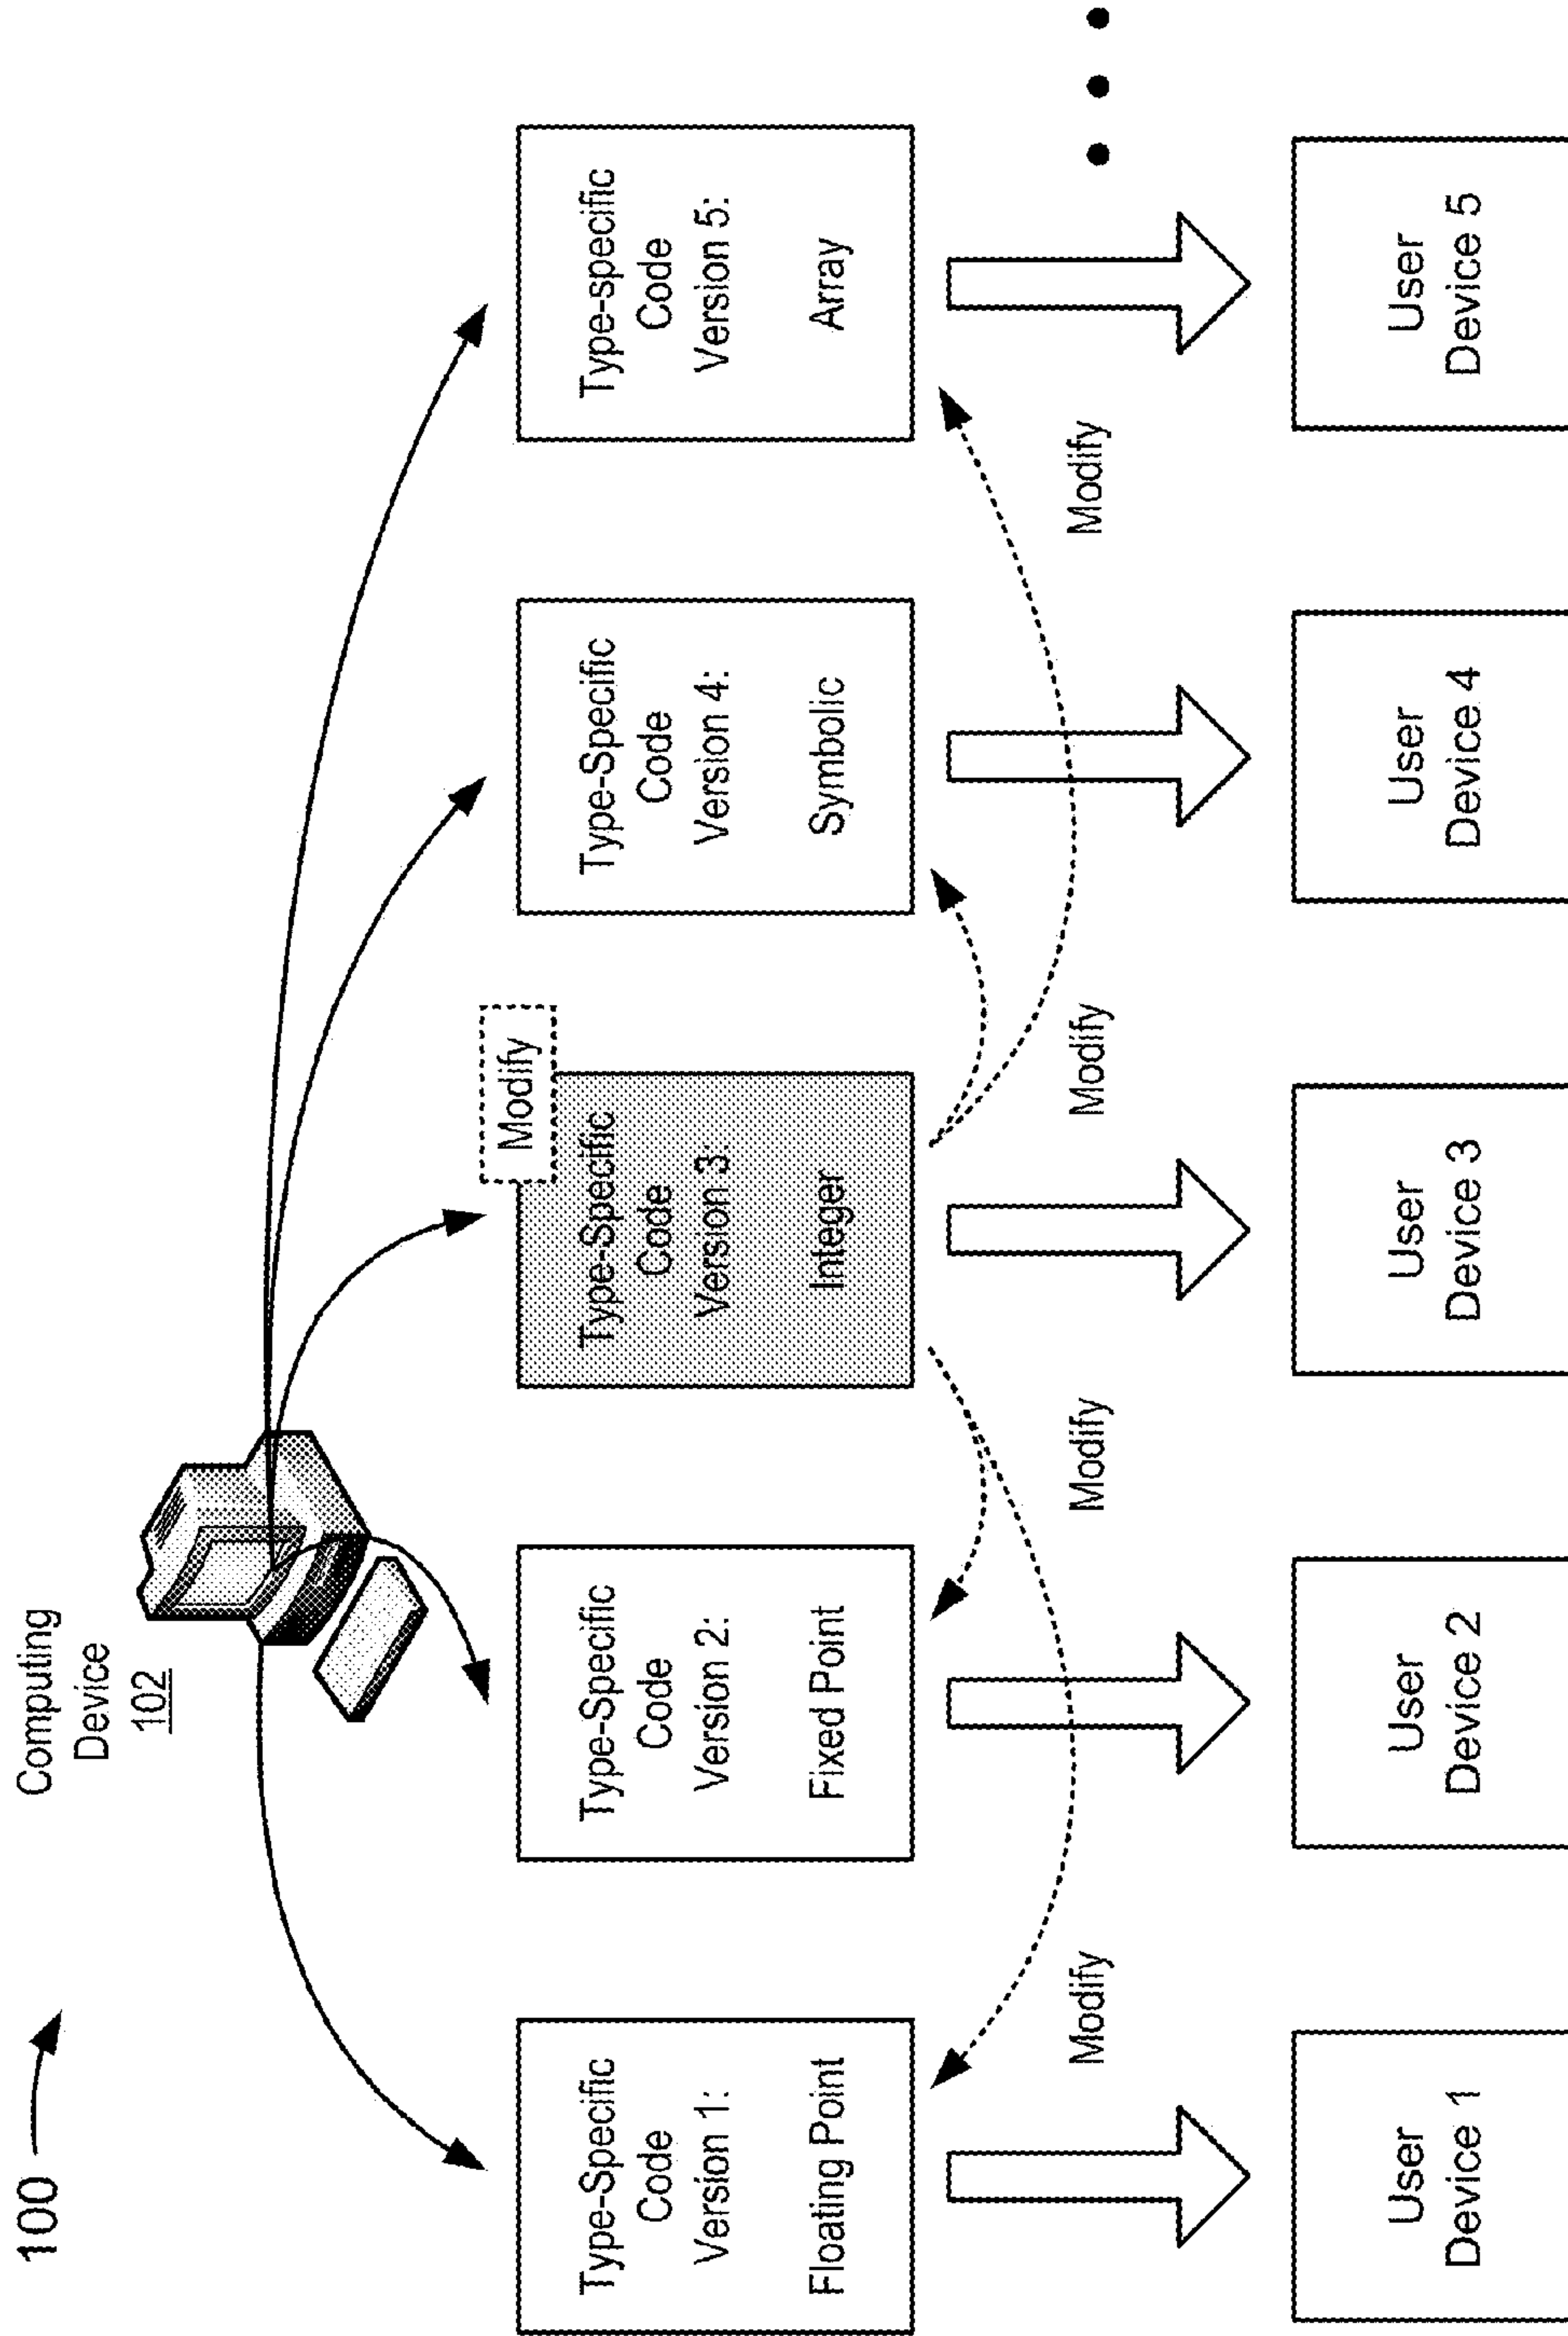 100
Computing
Device
102
Modify
Type-Specific
Code
Version 1:
Floating Point
Type-Specific
Code
Version 2:
Fixed Point
Type-Specific
Code
Version 3:
Integer
Type-Specific
Code
Version 4:
Symbolic
Type-specific
Code
Version 5:
Array
Modify
Modify
Modify
Modify
User
Device 1
User
Device 2
User
Device 3
User
Device 4
User
Device 5